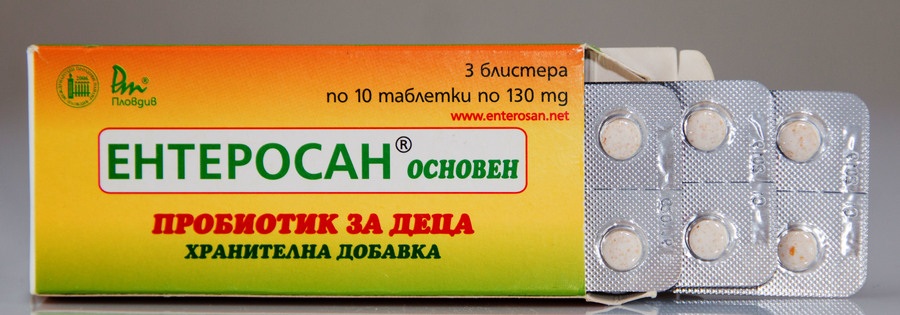 Пловдив
3 блистера
по 10 таблетки по 130 mg
www.enterosan.net
ЕНТЕРОСАН® ОСНОВЕН
ПРОБИОТИК ЗА ДЕЦА
ХРАНИТЕЛНА ДОБАВКА